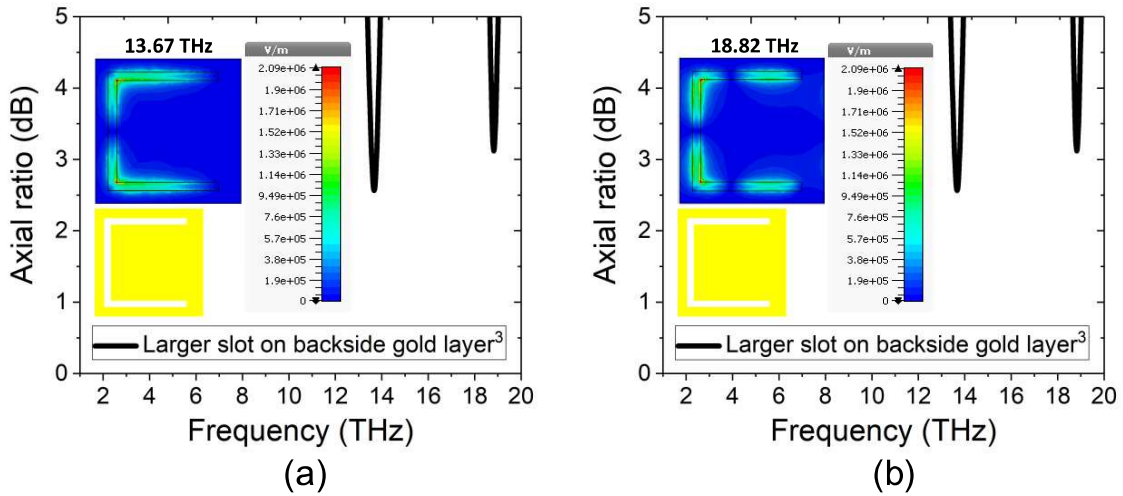 5
4
3
2
1
0
Axial ratio (dB)
13.67 THz
V/m
2.09e+06
1.9e+06
1.71e+06
1.52e+06
1.33e+06
1.14e+06
9.49e+05
7.6e+05
5.7e+05
3.8e+05
1.9e+05
0
Larger slot on backside gold layer³
2 4 6 8 10 12 14 16 18 20
Frequency (THz)
(a)
5
4
3
2
1
0
Axial ratio (dB)
18.82 THz
V/m
2.09e+06
1.9e+06
1.71e+06
1.52e+06
1.33e+06
1.14e+06
9.49e+05
7.6e+05
5.7e+05
3.8e+05
1.9e+05
0
Larger slot on backside gold layer³
2 4 6 8 10 12 14 16 18 20
Frequency (THz)
(b)